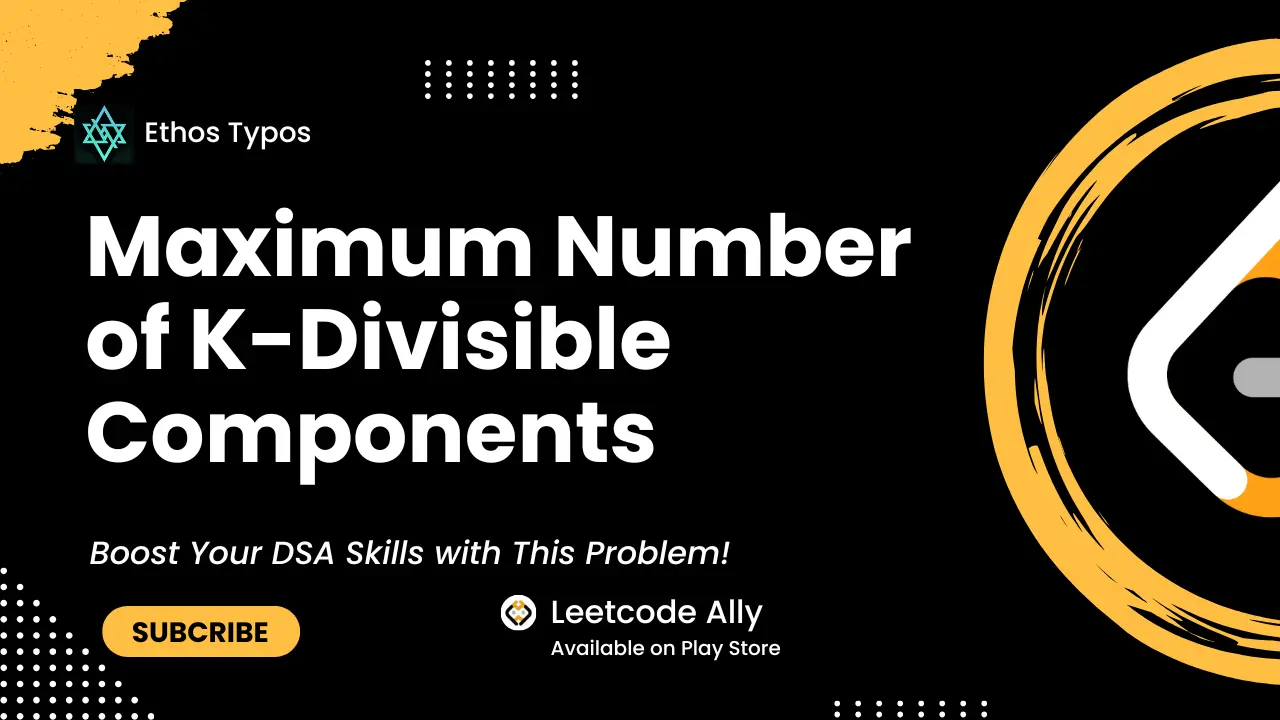 Ethos Typos
Maximum Number
of K-Divisible
Components
Boost Your DSA Skills with This Problem!
SUBCRIBE
Leetcode Ally
Available on Play Store